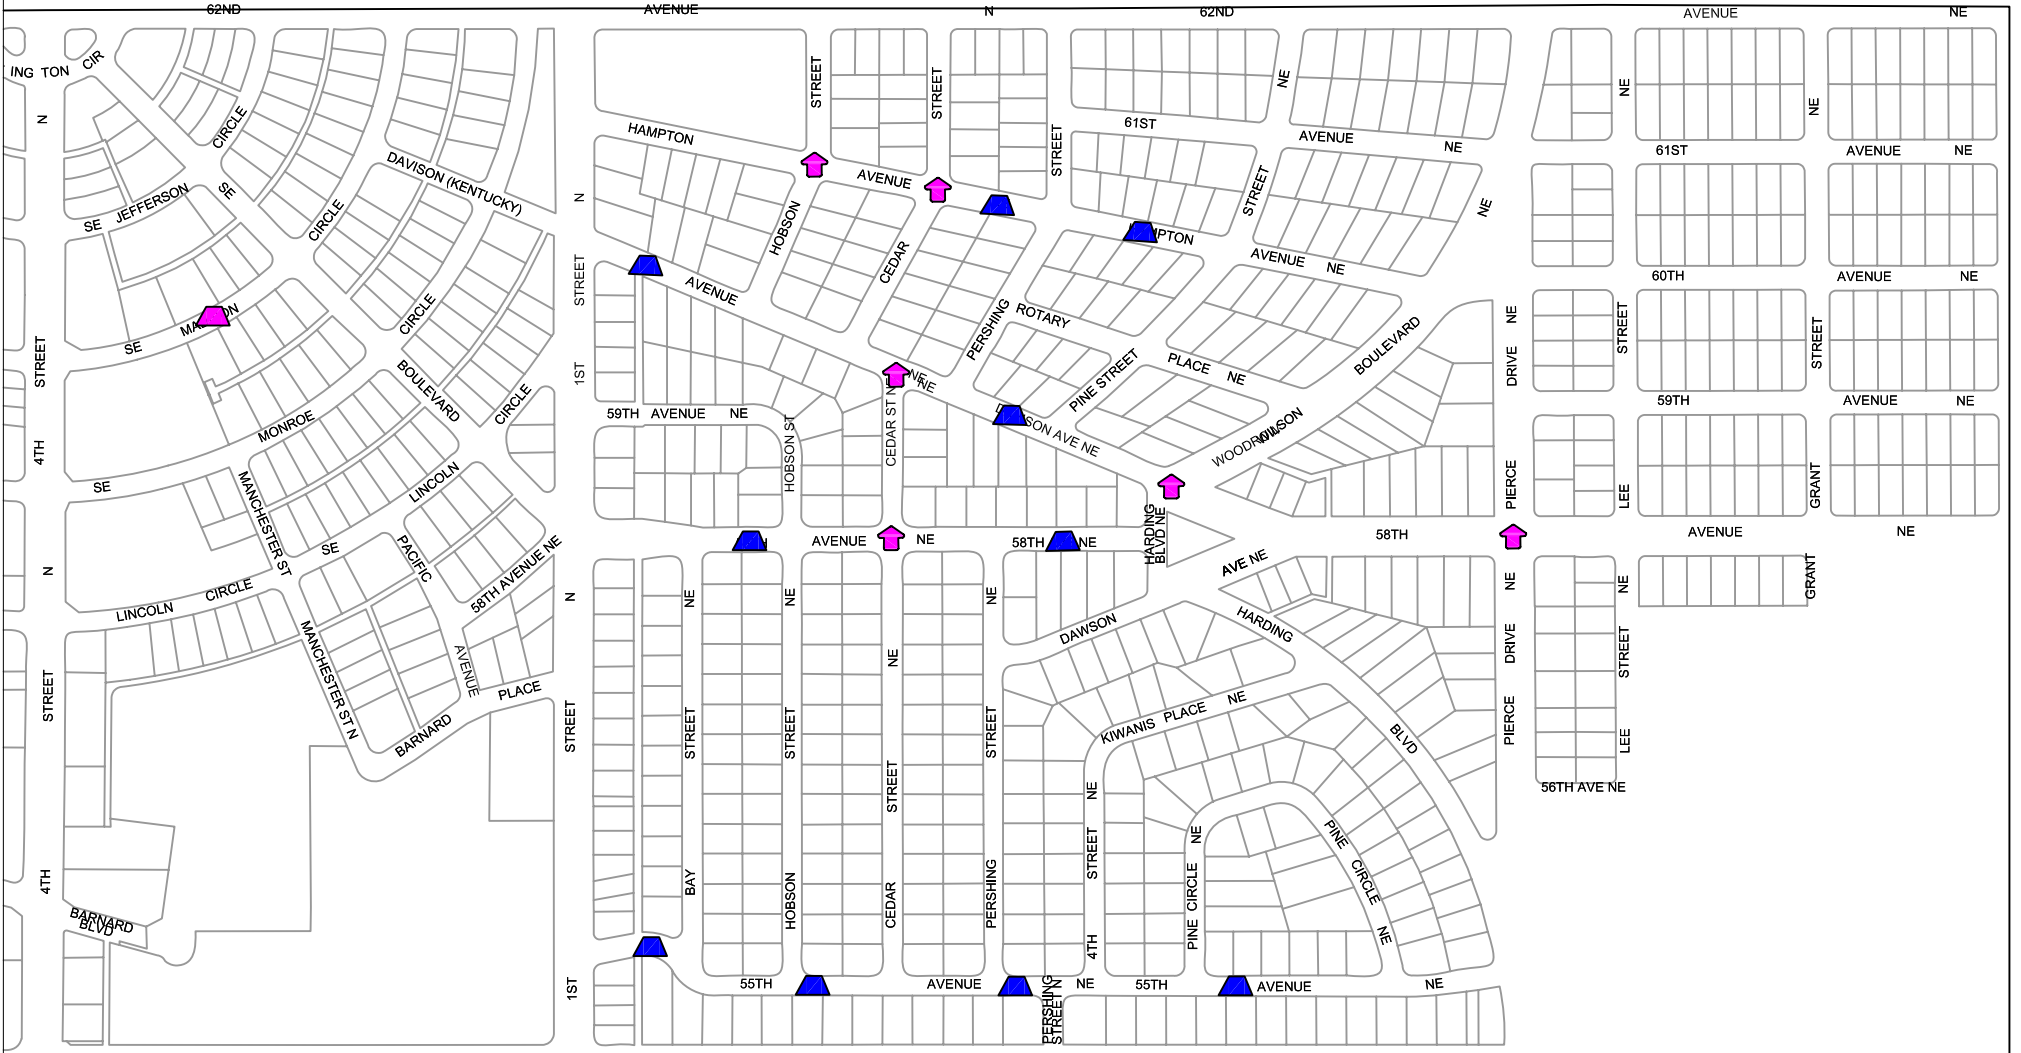 62ND
AVENUE
N
62ND
AVENUE
NE
ING TON
CIR
N
CIRCLE
STREET
STREET
STREET
NE
NE
NE
HAMPTON
61ST
AVENUE
NE
61ST
AVENUE
NE
DAVISON (KENTUCKY)
AVENUE
SE
JEFFERSON
SE
CIRCLE
N
HOBSON
STREET
NE
CEDAR
AVENUE
NE
60TH
AVENUE
NE
STREET
AVENUE
CIRCLE
ROTARY
PERSHING
BOULEVARD
NE
STREET
STREET
SE
STREET
1ST
BOULEVARD
CIRCLE
NE
NE
PINE STREET
PLACE
NE
DRIVE
59TH
AVENUE
NE
59TH
AVENUE
NE
MONROE
4TH
HOBSON ST
CEDAR ST NE
WOODROW
WILSON
SE
MANCHESTER ST
LINCOLN
PIERCE
LEE
GRANT
SE
PACIFIC
58TH AVENUE NE
AVENUE
NE
58TH
NE
HARDING
BLVD NE
58TH
AVENUE
NE
AVE NE
N
LINCOLN
CIRCLE
N
NE
NE
NE
NE
NE
GRANT
MANCHESTER ST N
AVENUE
DAWSON
HARDING
NE
DRIVE
STREET
STREET
PLACE
BARNARD
STREET
STREET
STREET
STREET
KIWANIS
PLACE
NE
BLVD
PIERCE
LEE
STREET
NE
56TH AVE NE
4TH
BAY
HOBSON
CEDAR
PERSHING
STREET
NE
PINE
CIRCLE
NE
PINE CIRCLE
BARNARD
BLVD
4TH
1ST
55TH
AVENUE
PERSHING
STREET N
NE
55TH
AVENUE
NE